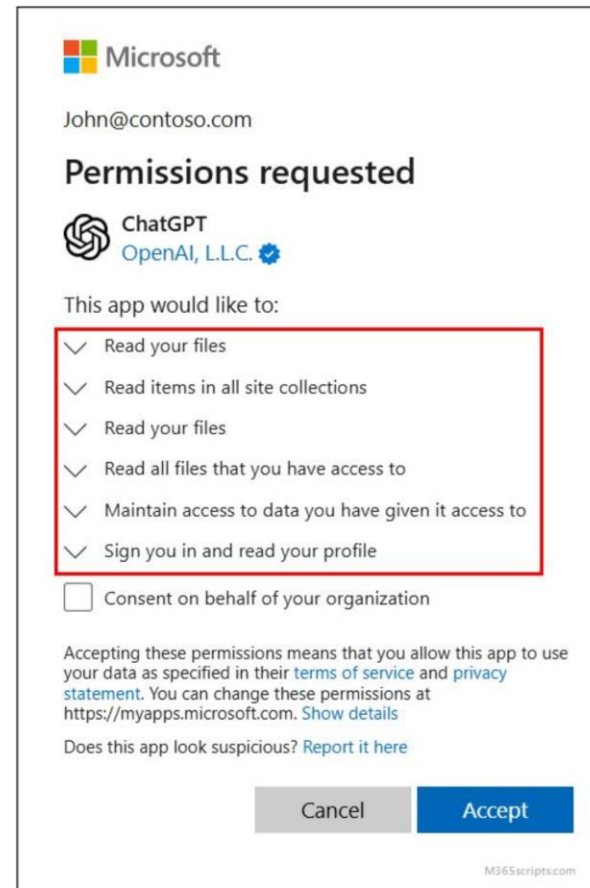 Microsoft
John@contoso.com
Permissions requested
ChatGPT
OpenAI, L.L.C.
This app would like to:
Read your files
Read items in all site collections
Read your files
Read all files that you have access to
Maintain access to data you have given it access to
Sign you in and read your profile
Consent on behalf of your organization
Accepting these permissions means that you allow this app to use
your data as specified in their terms of service and privacy
statement. You can change these permissions at
https://myapps.microsoft.com. Show details
Does this app look suspicious? Report it here
Cancel
Accept
M365scripts.com